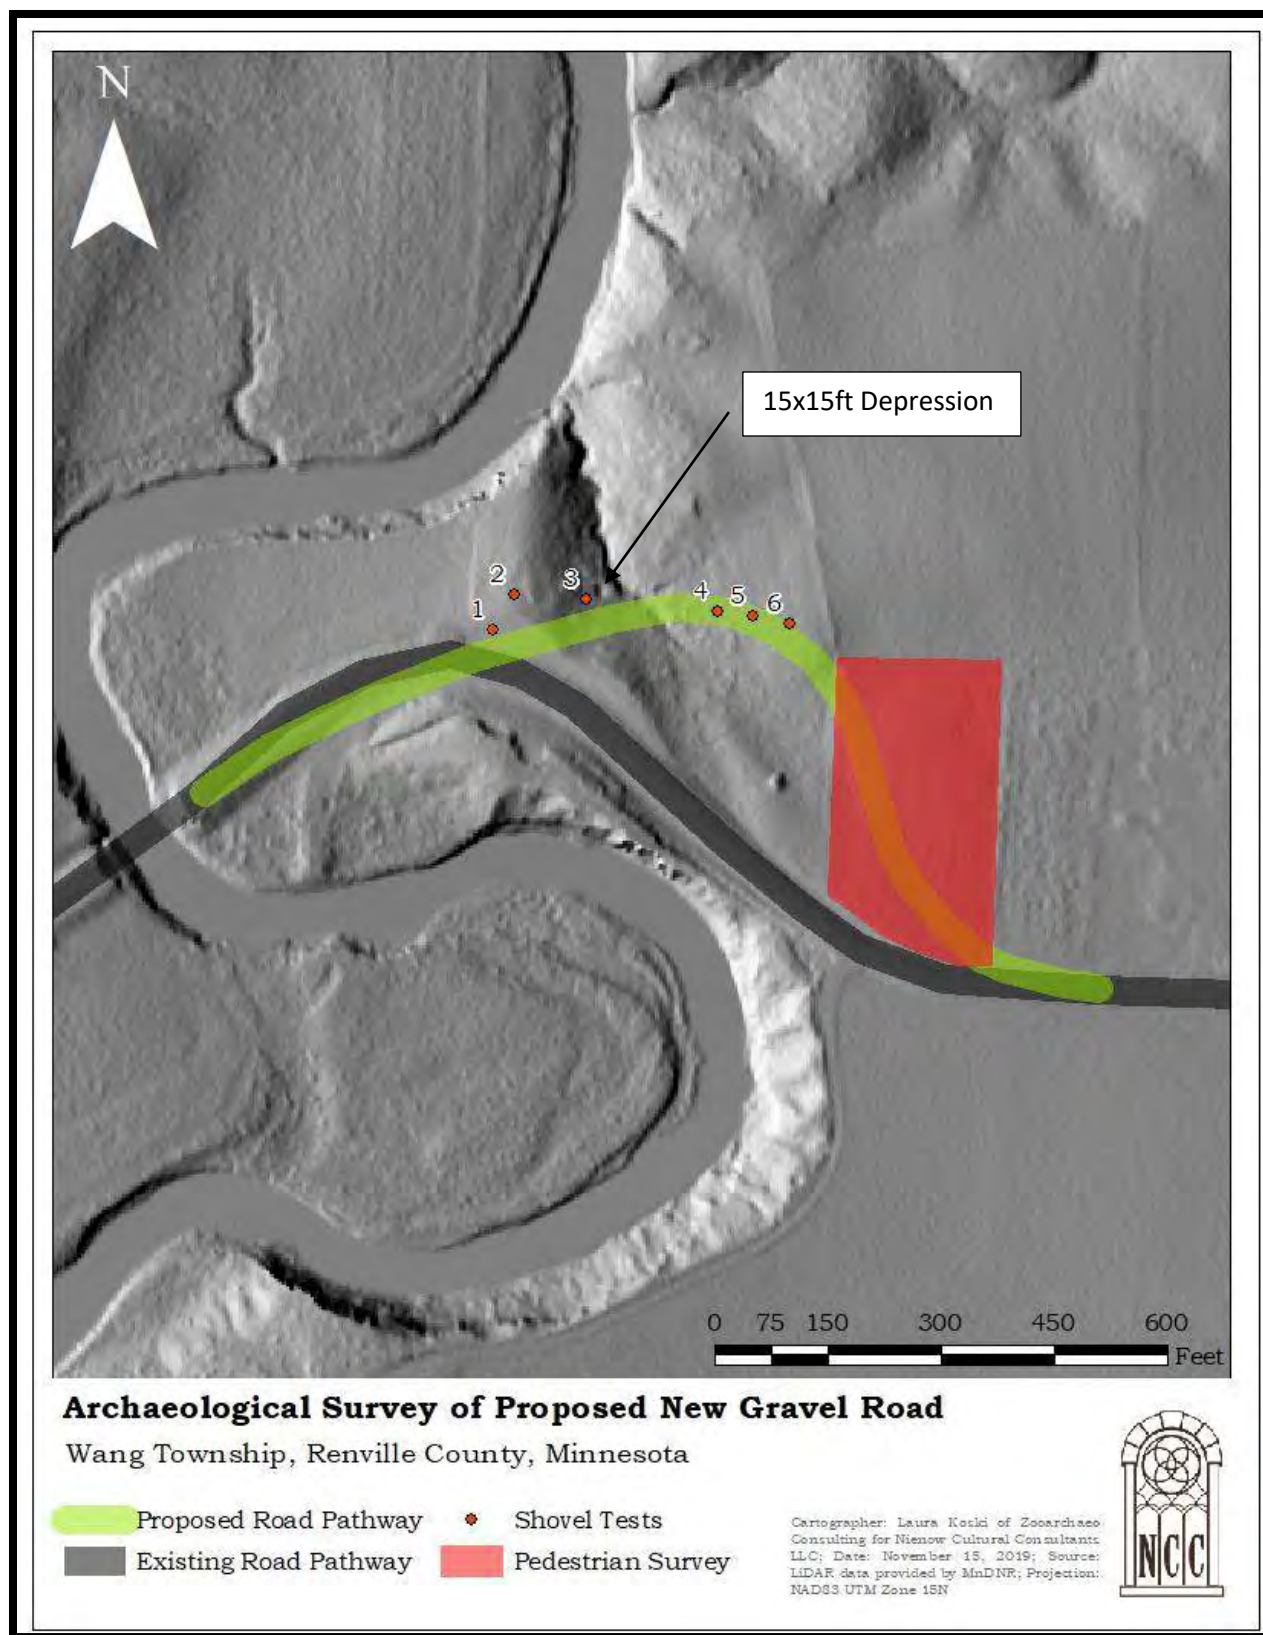 N
15x15ft Depression
2
3
1
4
5
6
0 75 150 300 450 600
Feet
Archaeological Survey of Proposed New Gravel Road
Wang Township, Renville County, Minnesota
Proposed Road Pathway
Shovel Tests
Existing Road Pathway
Pedestrian Survey
Cartographer: Laura Koski of Zooarchaeo
Consulting for Nienow Cultural Consultants
LLC; Date: November 15, 2019; Source:
LiDAR data provided by MnDNR; Projection:
NAD83 UTM Zone 15N
NCC